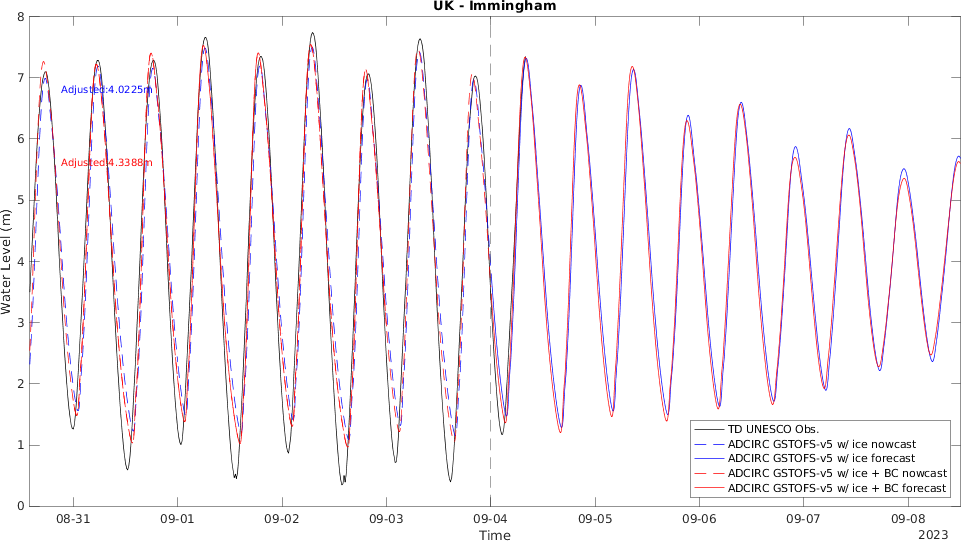 UK - Immingham
8
7
6
5
4
3
2
1
0
Water Level (m)
Adjusted:4.0225m
Adjusted:4.3388m
TD UNESCO Obs.
ADCIRC GSTOFS-v5 w/ ice nowcast
ADCIRC GSTOFS-v5 w/ ice forecast
ADCIRC GSTOFS-v5 w/ ice + BC nowcast
ADCIRC GSTOFS-v5 w/ ice + BC forecast
08-31 09-01 09-02 09-03 09-04 09-05 09-06 09-07 09-08
Time
2023